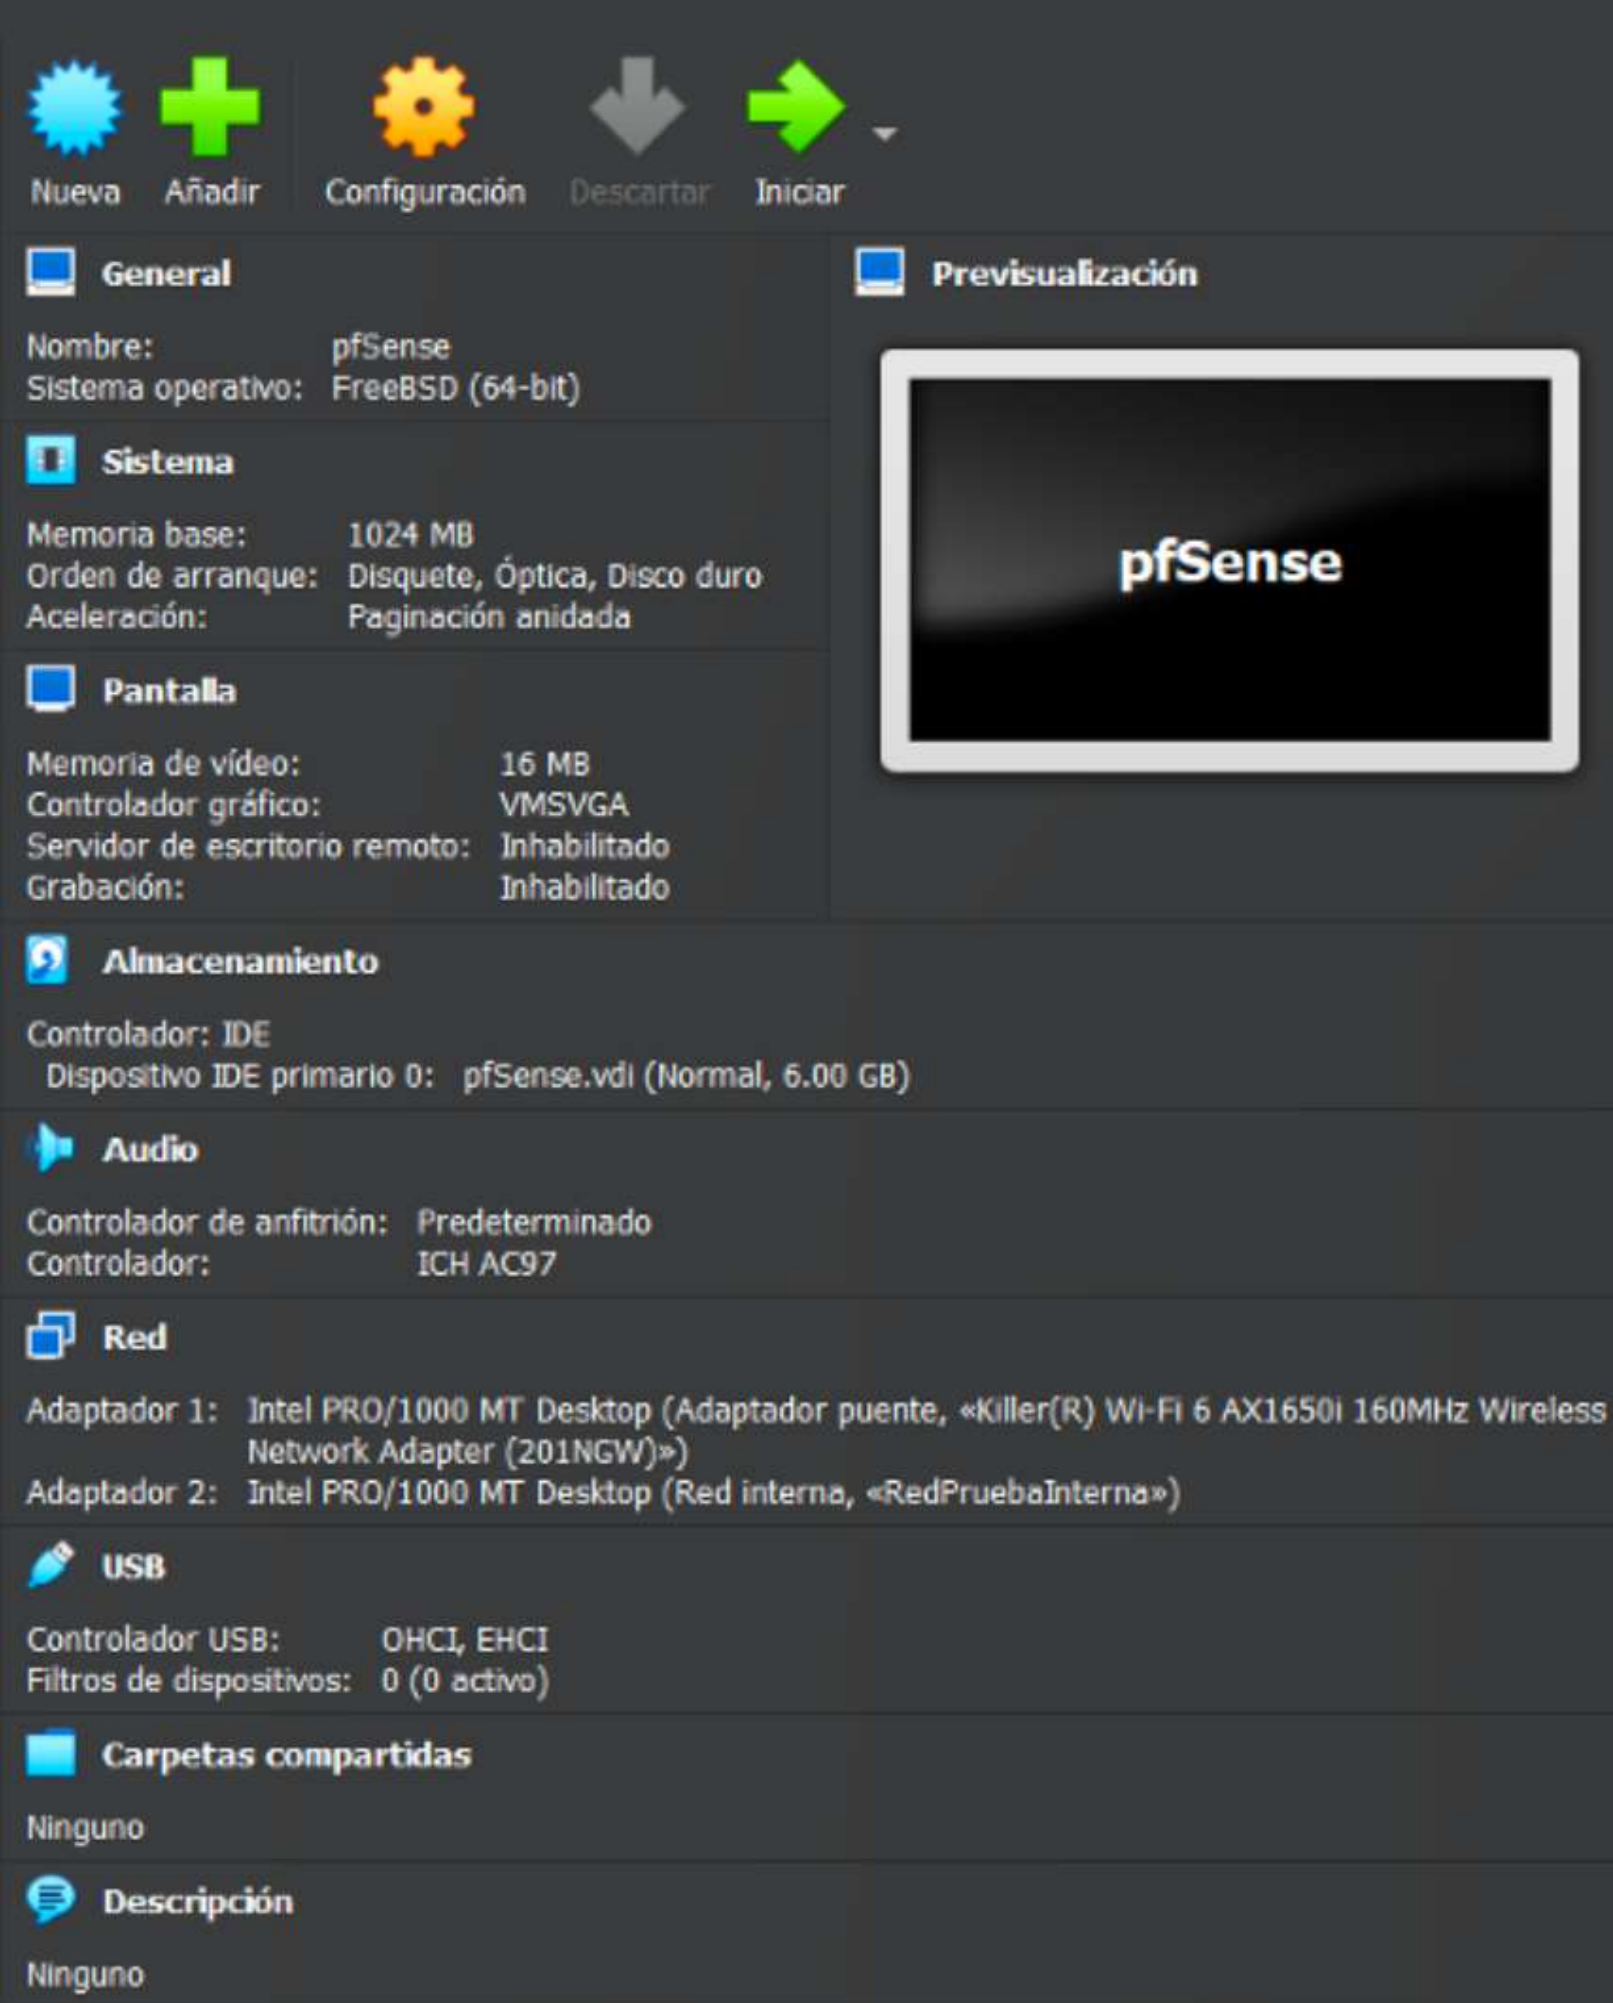 Nueva Añadir Configuración Descartar Iniciar
General
Nombre: pfSense
Sistema operativo: FreeBSD (64-bit)
Sistema
Memoria base: 1024 MB
Orden de arranque: Disquete, Óptica, Disco duro
Aceleración: Paginación anidada
Pantalla
Memoria de vídeo: 16 MB
Controlador gráfico: VMSVGA
Servidor de escritorio remoto: Inhabilitado
Grabación: Inhabilitado
Previsualización
pfSense
Almacenamiento
Controlador: IDE
Dispositivo IDE primario 0: pfSense.vdi (Normal, 6.00 GB)
Audio
Controlador de anfitrión: Predeterminado
Controlador: ICH AC97
Red
Adaptador 1: Intel PRO/1000 MT Desktop (Adaptador puente, «Killer(R) Wi-Fi 6 AX1650i 160MHz Wireless
Network Adapter (201NGW)»)
Adaptador 2: Intel PRO/1000 MT Desktop (Red interna, «RedPruebaInterna»)
USB
Controlador USB: OHCI, EHCI
Filtros de dispositivos: 0 (0 activo)
Carpetas compartidas
Ninguno
Descripción
Ninguno